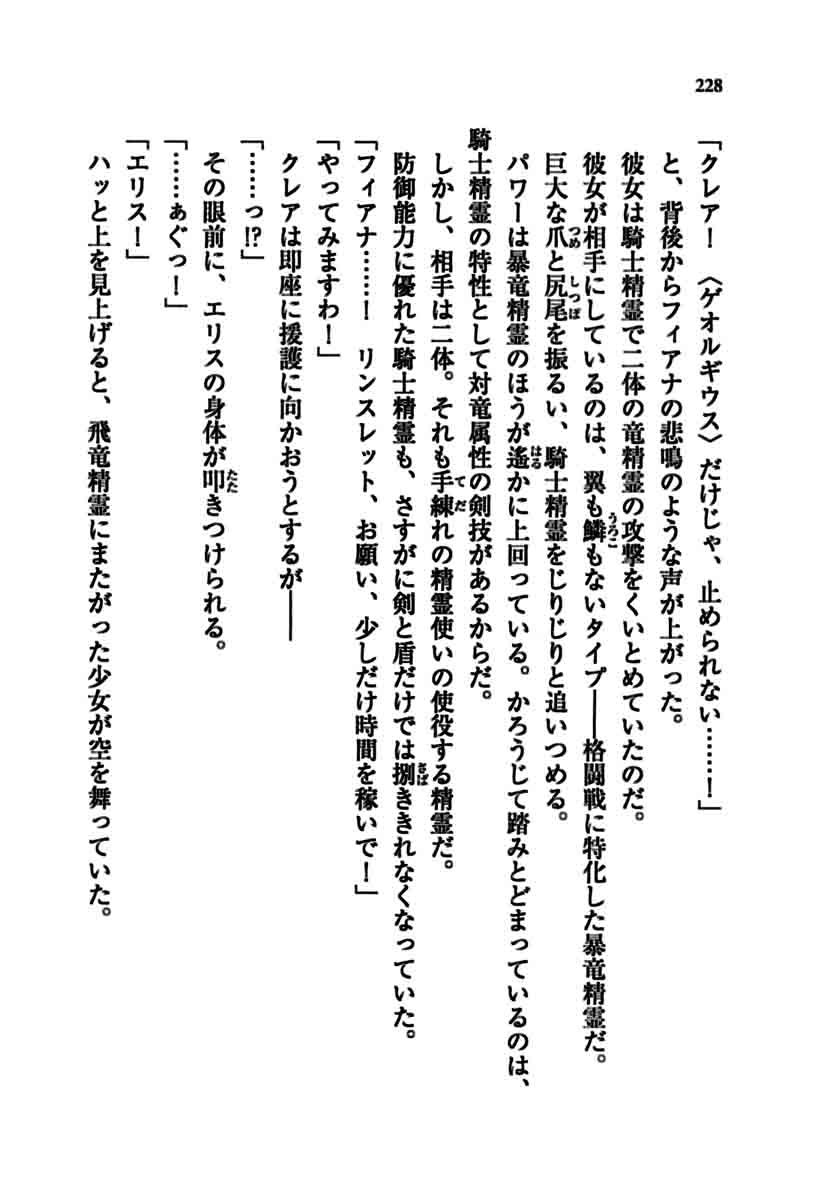 228
「クレア!　〈ゲオルギウス〉だけじゃ、止められない……!」
と、背後からフィアナの悲鳴のような声が上がった。
彼女は騎士精霊で二体の竜精霊の攻撃をくいとめていたのだ。
彼女が相手にしているのは、翼も鱗もないタイプ――格闘戦に特化した暴竜精霊だ。
巨大な爪と尻尾を振るい、騎士精霊をじりじりと追いつめる。
パワーは暴竜精霊のほうが遙かに上回っている。かろうじて踏みとどまっているのは、
騎士精霊の特性として対竜属性の剣技があるからだ。
しかし、相手は二体。それも手練れの精霊使いの使役する精霊だ。
防御能力に優れた騎士精霊も、さすがに剣と盾だけでは捌ききれなくなっていた。
「フィアナ……!　リンスレット、お願い、少しだけ時間を稼いで!」
「やってみますわ!」
クレアは即座に援護に向かおうとするが――
「……っ!?」
その眼前に、エリスの身体が叩きつけられる。
「……ぁぐっ!」
「エリス!」
ハッと上を見上げると、飛竜精霊にまたがった少女が空を舞っていた。